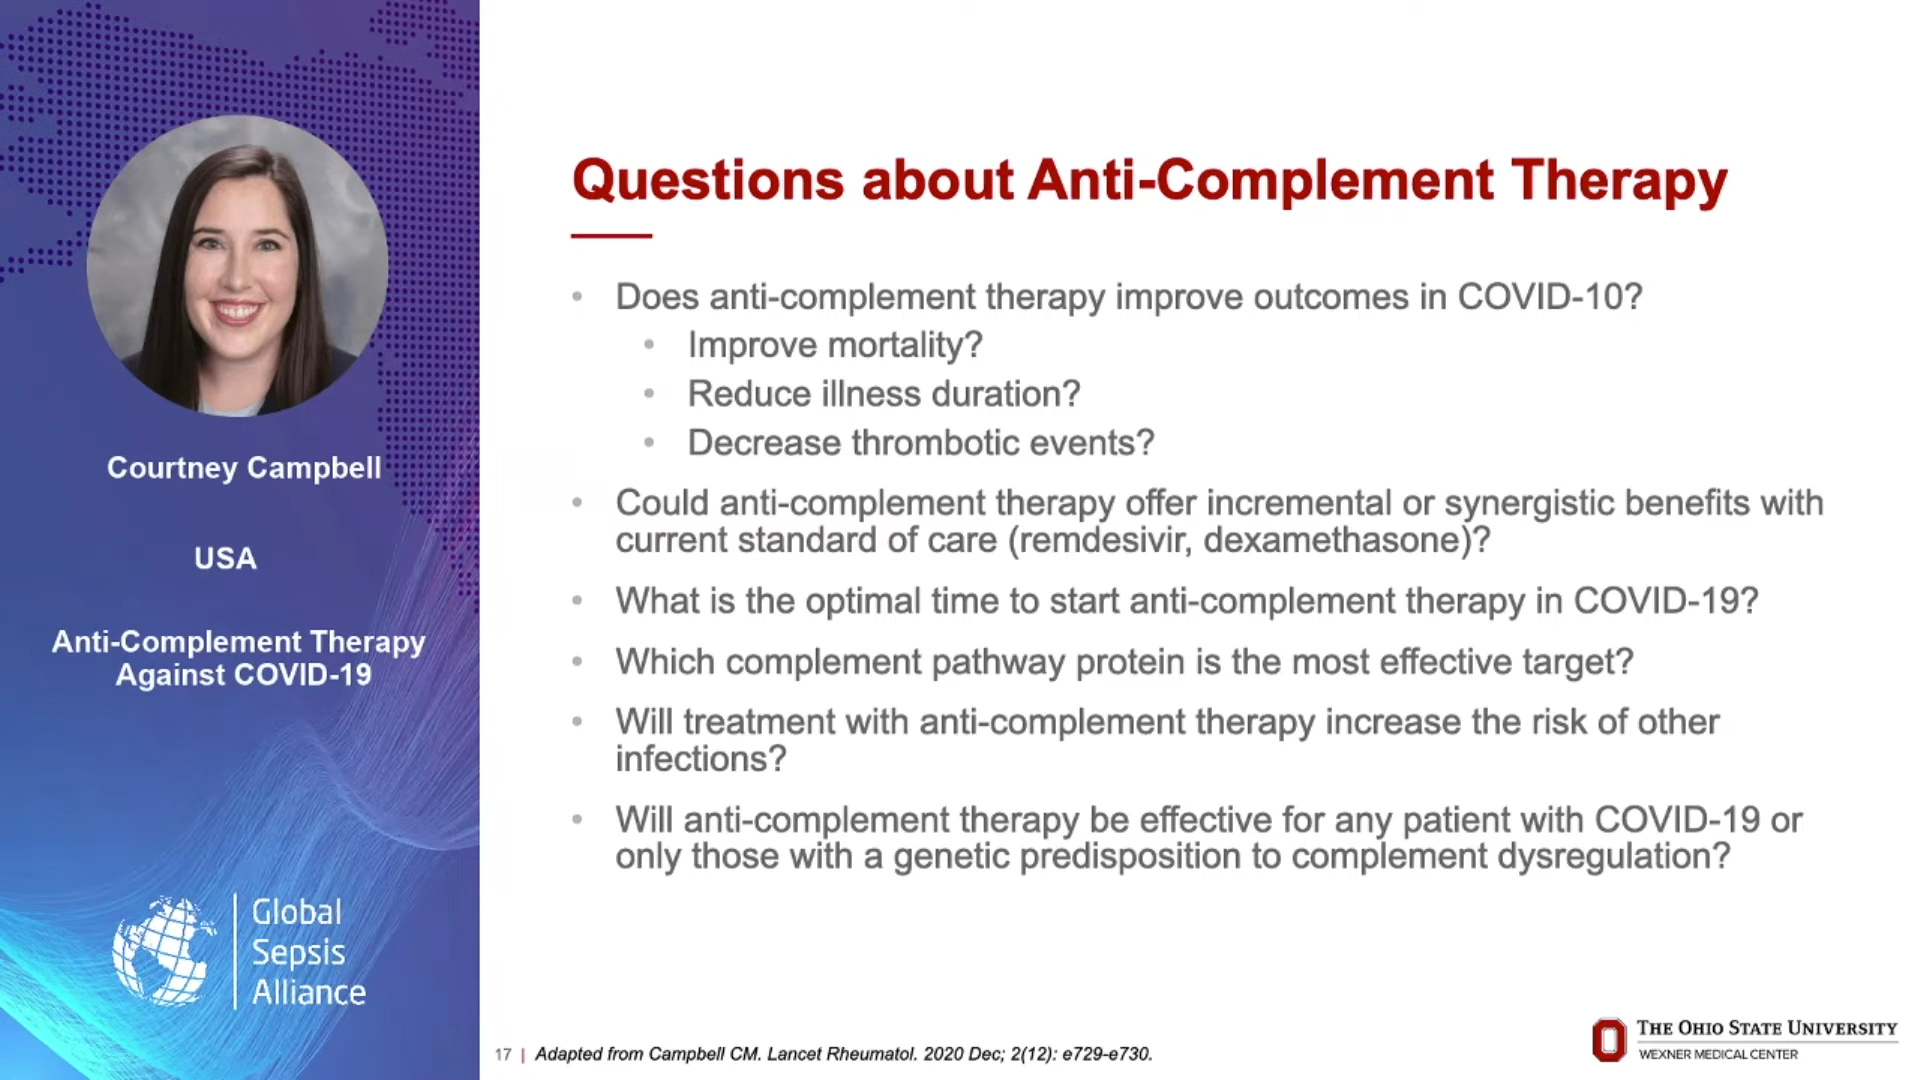 Courtney Campbell
USA
Anti-Complement Therapy
Against COVID-19
Global
Sepsis
Alliance
Questions about Anti-Complement Therapy
• Does anti-complement therapy improve outcomes in COVID-10?
• Improve mortality?
• Reduce illness duration?
• Decrease thrombotic events?
• Could anti-complement therapy offer incremental or synergistic benefits with
current standard of care (remdesivir, dexamethasone)?
• What is the optimal time to start anti-complement therapy in COVID-19?
• Which complement pathway protein is the most effective target?
• Will treatment with anti-complement therapy increase the risk of other
infections?
• Will anti-complement therapy be effective for any patient with COVID-19 or
only those with a genetic predisposition to complement dysregulation?
17 | Adapted from Campbell CM. Lancet Rheumatol. 2020 Dec; 2(12): e729-e730.
THE OHIO STATE UNIVERSITY
WEXNER MEDICAL CENTER